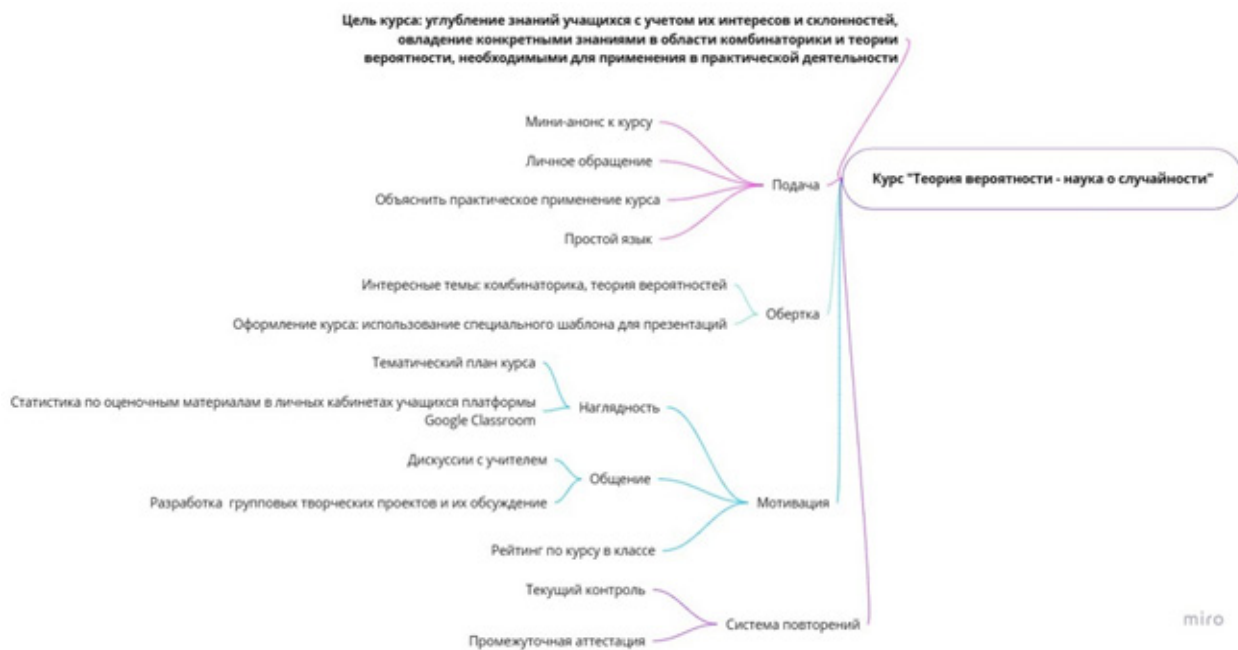 Цель курса: углубление знаний учащихся с учетом их интересов и склонностей,
овладение конкретными знаниями в области комбинаторики и теории
вероятности, необходимыми для применения в практической деятельности
Курс "Теория вероятности - наука о случайности"
Подача
Мини-анонс к курсу
Личное обращение
Объяснить практическое применение курса
Простой язык
Обертка
Интересные темы: комбинаторика, теория вероятностей
Оформление курса: использование специального шаблона для презентаций
Мотивация
Наглядность
Тематический план курса
Статистика по оценочным материалам в личных кабинетах учащихся платформы
Google Classroom
Общение
Дискуссии с учителем
Разработка групповых творческих проектов и их обсуждение
Рейтинг по курсу в классе
Система повторений
Текущий контроль
Промежуточная аттестация
miro